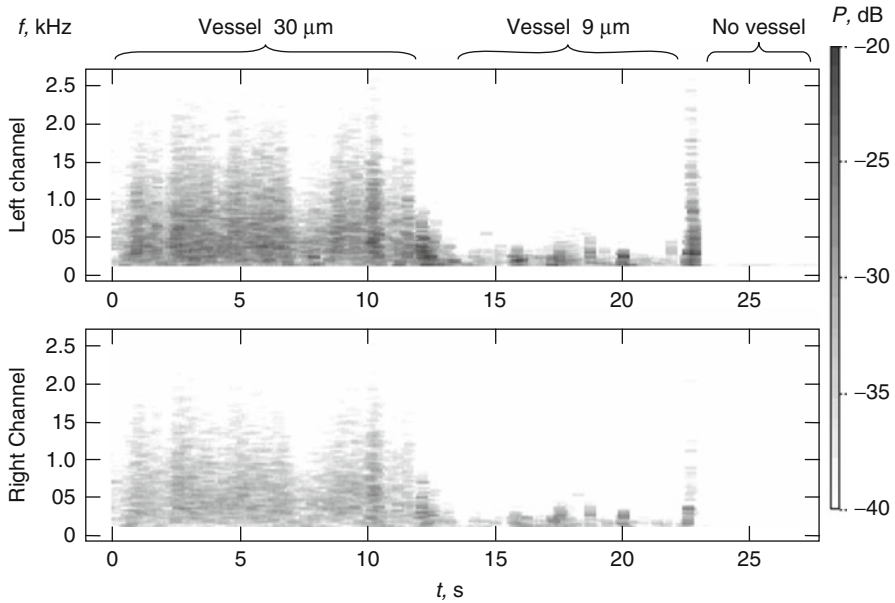 f, kHz
Vessel 30 μm
Vessel 9 μm
No vessel
P, dB
Left channel
2.5
2.0
15
1.0
05
0
0 5 10 15 20 25
Right Channel
2.5
2.0
15
1.0
05
0
0 5 10 15 20 25
t, s
−20
−25
−30
−35
−40